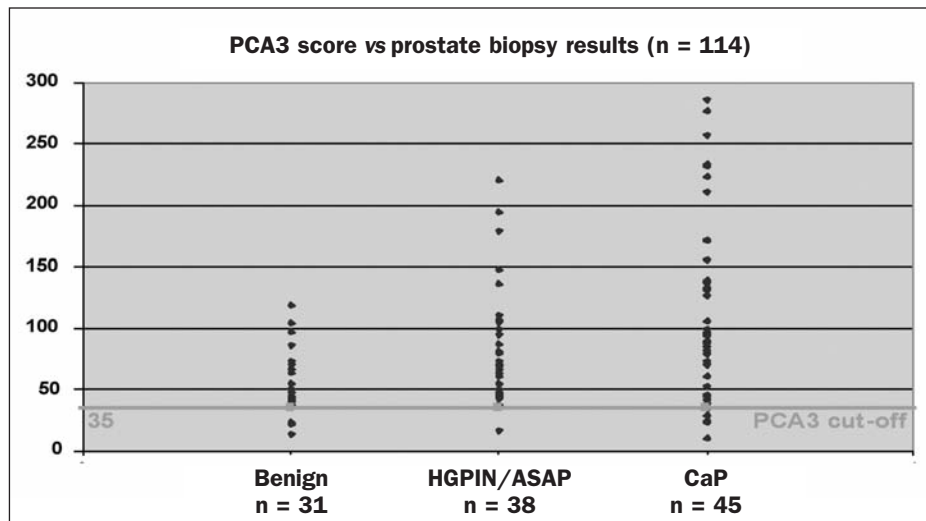 PCA3 score vs prostate biopsy results (n = 114)
300
250
200
150
100
50
0
35
PCA3 cut-off
Benign
n = 31
HGPIN/ASAP
n = 38
CaP
n = 45